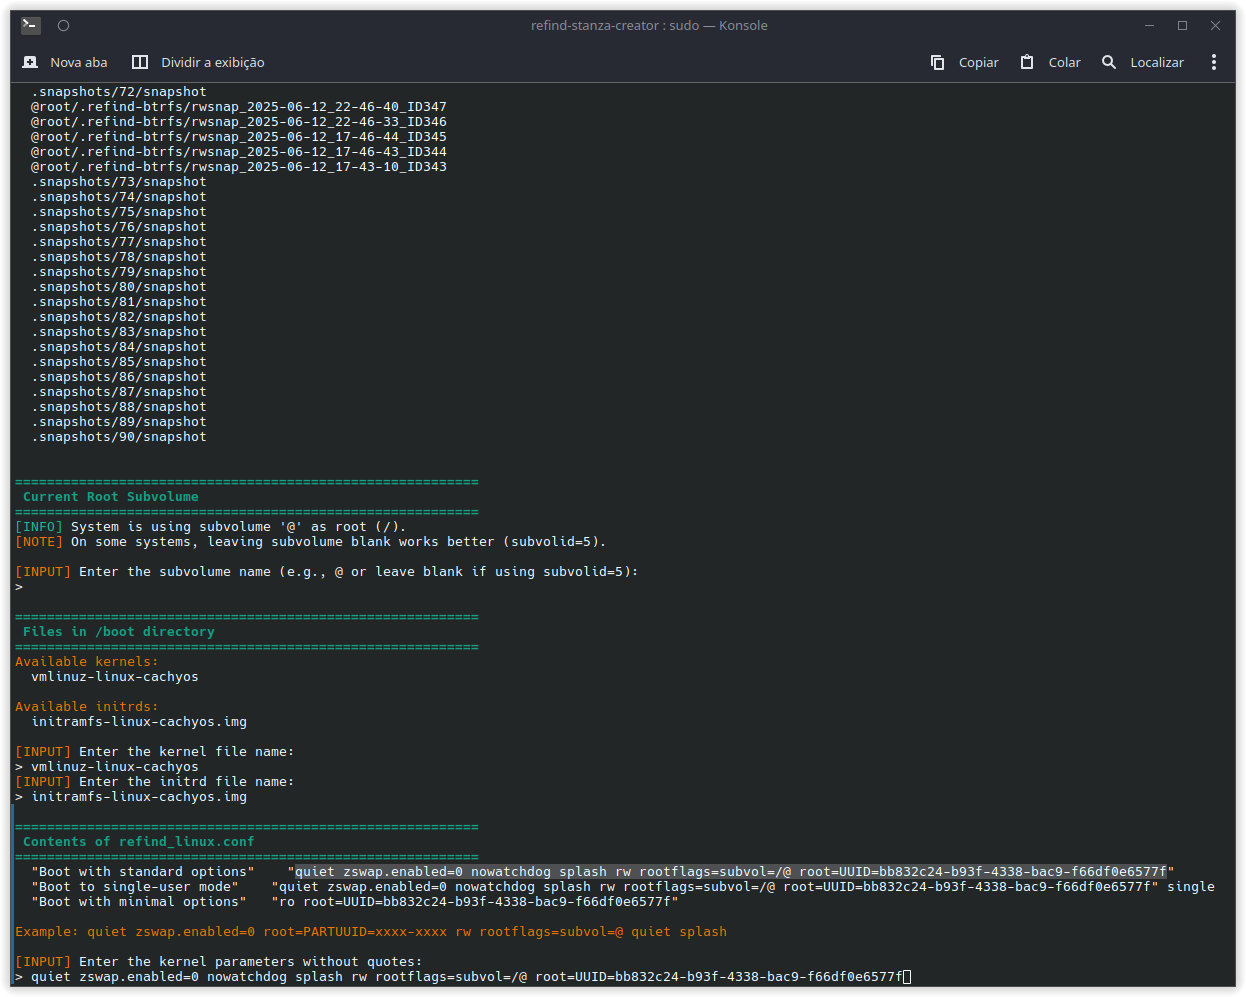 refind-stanza-creator : sudo — Konsole
Nova aba Dividir a exibição Copiar Colar Localizar
.snapshots/72/snapshot
@root/.refind-btrfs/rwsnap_2025-06-12_22-46-40_ID347
@root/.refind-btrfs/rwsnap_2025-06-12_22-46-33_ID346
@root/.refind-btrfs/rwsnap_2025-06-12_17-46-44_ID345
@root/.refind-btrfs/rwsnap_2025-06-12_17-46-43_ID344
@root/.refind-btrfs/rwsnap_2025-06-12_17-43-10_ID343
.snapshots/73/snapshot
.snapshots/74/snapshot
.snapshots/75/snapshot
.snapshots/76/snapshot
.snapshots/77/snapshot
.snapshots/78/snapshot
.snapshots/79/snapshot
.snapshots/80/snapshot
.snapshots/81/snapshot
.snapshots/82/snapshot
.snapshots/83/snapshot
.snapshots/84/snapshot
.snapshots/85/snapshot
.snapshots/86/snapshot
.snapshots/87/snapshot
.snapshots/88/snapshot
.snapshots/89/snapshot
.snapshots/90/snapshot
==========================================================
Current Root Subvolume
==========================================================
[INFO] System is using subvolume '@' as root (/).
[NOTE] On some systems, leaving subvolume blank works better (subvolid=5).
[INPUT] Enter the subvolume name (e.g., @ or leave blank if using subvolid=5):
>
==========================================================
Files in /boot directory
==========================================================
Available kernels:
vmlinuz-linux-cachyos
Available initrds:
initramfs-linux-cachyos.img
[INPUT] Enter the kernel file name:
> vmlinuz-linux-cachyos
[INPUT] Enter the initrd file name:
> initramfs-linux-cachyos.img
==========================================================
Contents of refind_linux.conf
==========================================================
"Boot with standard options" "quiet zswap.enabled=0 nowatchdog splash rw rootflags=subvol=/@ root=UUID=bb832c24-b93f-4338-bac9-f66df0e6577f"
"Boot to single-user mode" "quiet zswap.enabled=0 nowatchdog splash rw rootflags=subvol=/@ root=UUID=bb832c24-b93f-4338-bac9-f66df0e6577f" single
"Boot with minimal options" "ro root=UUID=bb832c24-b93f-4338-bac9-f66df0e6577f"
Example: quiet zswap.enabled=0 root=PARTUUID=xxxx-xxxx rw rootflags=subvol=@ quiet splash
[INPUT] Enter the kernel parameters without quotes:
> quiet zswap.enabled=0 nowatchdog splash rw rootflags=subvol=/@ root=UUID=bb832c24-b93f-4338-bac9-f66df0e6577f